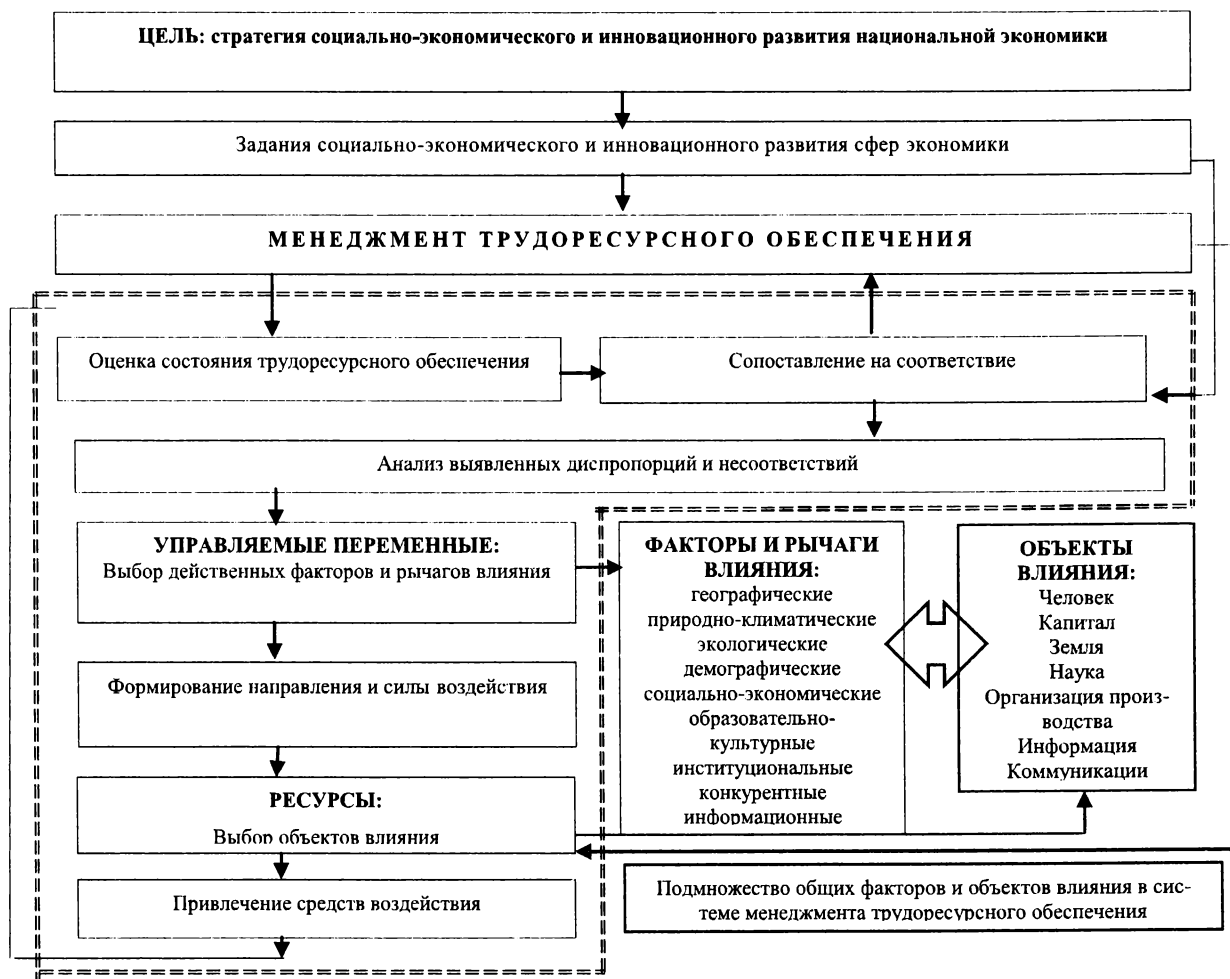 ЦЕЛЬ: стратегия социально-экономического и инновационного развития национальной экономики
Задания социально-экономического и инновационного развития сфер экономики
МЕНЕДЖМЕНТ ТРУДОРЕСУРСНОГО ОБЕСПЕЧЕНИЯ
Оценка состояния трудоресурсного обеспечения
Сопоставление на соответствие
Анализ выявленных диспропорций и несоответствий
УПРАВЛЯЕМЫЕ ПЕРЕМЕННЫЕ:
Выбор действенных факторов и рычагов влияния
Формирование направления и силы воздействия
РЕСУРСЫ:
Выбор объектов влияния
Привлечение средств воздействия
ФАКТОРЫ И РЫЧАГИ
ВЛИЯНИЯ:
географические
природно-климатические
экологические
демографические
социально-экономические
образовательно-
культурные
институциональные
конкурентные
информационные
ОБЪЕКТЫ
ВЛИЯНИЯ:
Человек
Капитал
Земля
Наука
Организация произ-
водства
Информация
Коммуникации
Подмножество общих факторов и объектов влияния в сис-
теме менеджмента трудоресурсного обеспечения